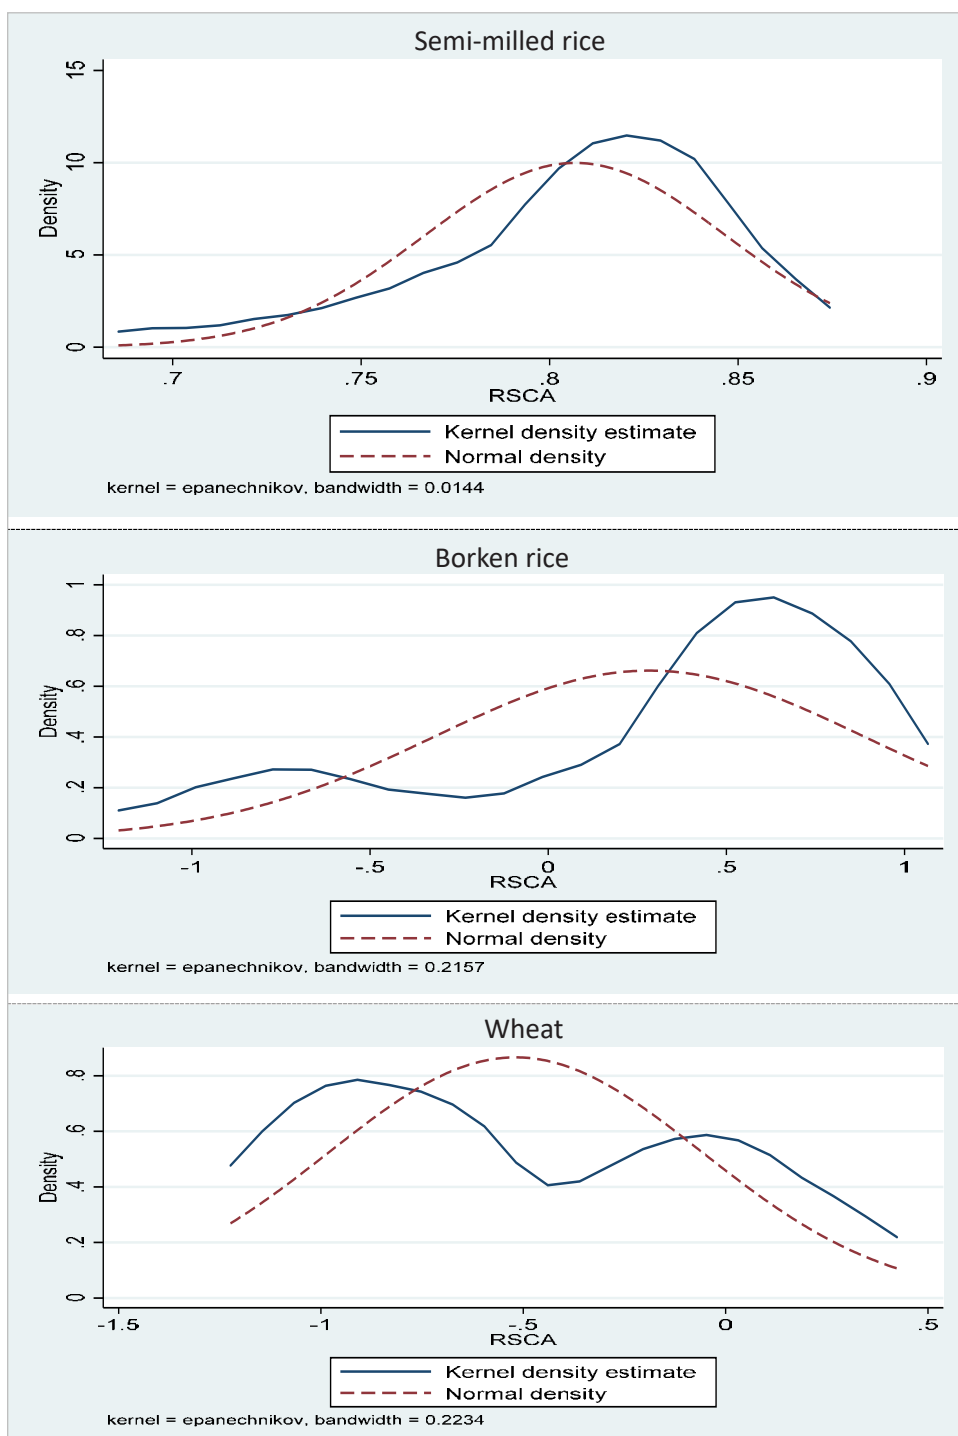 Semi-milled rice
15
10
5
0
Density
.7 .75 .8 .85 .9
RSCA
Kernel density estimate
Normal density
kernel = epanechnikov, bandwidth = 0.0144
Borken rice
1
.8
.6
.4
.2
0
Density
-1 -.5 0 .5 1
RSCA
Kernel density estimate
Normal density
kernel = epanechnikov, bandwidth = 0.2157
Wheat
.8
.6
.4
.2
0
Density
-1.5 -1 -.5 0 .5
RSCA
Kernel density estimate
Normal density
kernel = epanechnikov, bandwidth = 0.2234